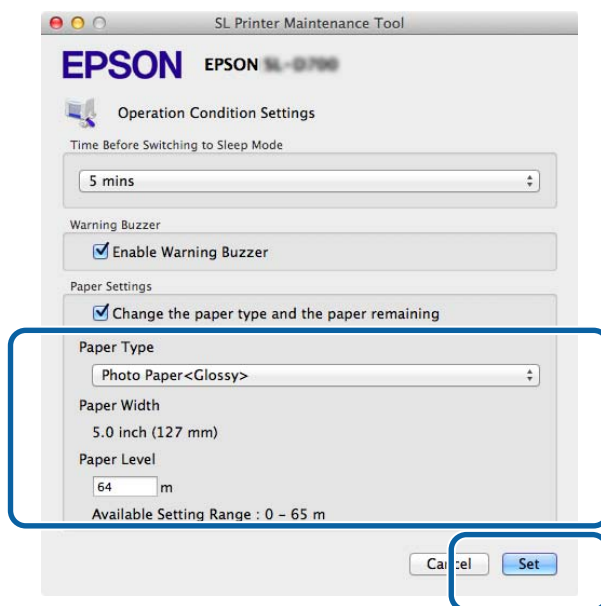 SL Printer Maintenance Tool
EPSON EPSON
Operation Condition Settings
Time Before Switching to Sleep Mode
5 mins
Warning Buzzer
Enable Warning Buzzer
Paper Settings
Change the paper type and the paper remaining
Paper Type
Photo Paper<Glossy>
Paper Width
5.0 inch (127 mm)
Paper Level
64 m
Available Setting Range : 0 – 65 m
Cancel Set